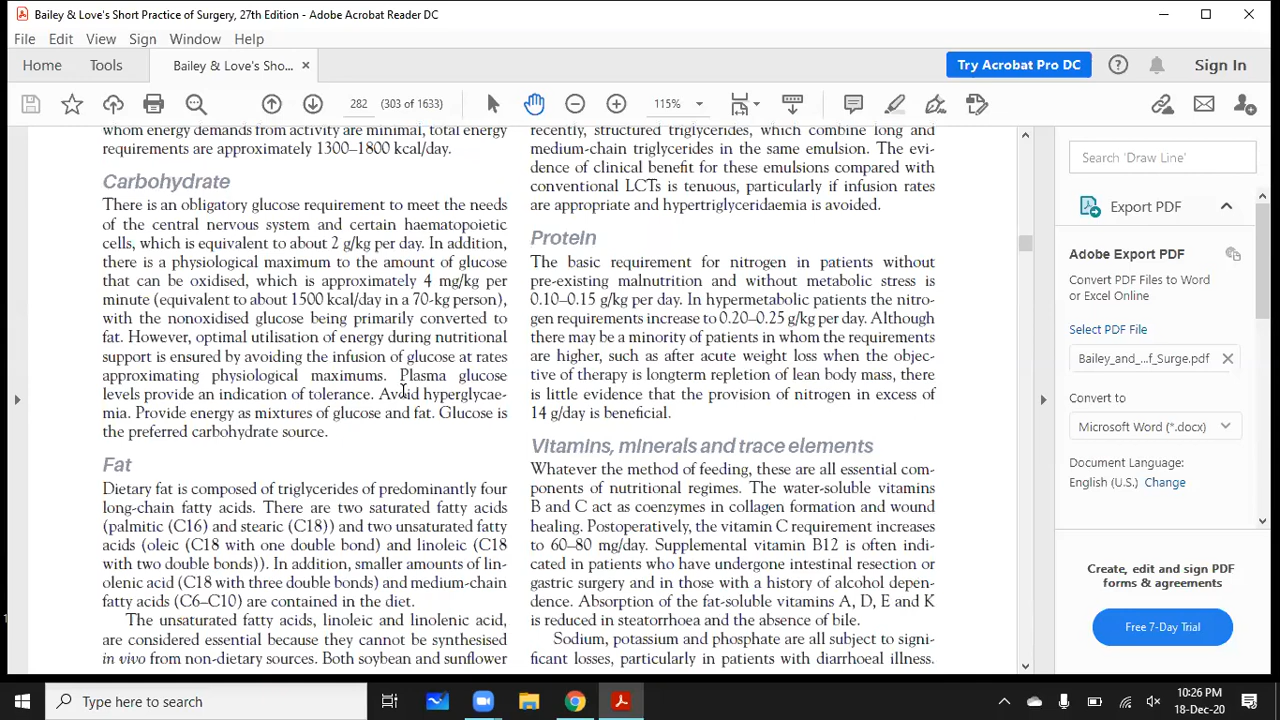 Bailey & Love's Short Practice of Surgery, 27th Edition - Adobe Acrobat Reader DC
File Edit View Sign Window Help
Home Tools Bailey & Love's Sho... × Try Acrobat Pro DC Sign In
282 (303 of 1633) 115%
whom energy demands from activity are minimal, total energy
requirements are approximately 1300–1800 kcal/day.
Carbohydrate
There is an obligatory glucose requirement to meet the needs
of the central nervous system and certain haematopoietic
cells, which is equivalent to about 2 g/kg per day. In addition,
there is a physiological maximum to the amount of glucose
that can be oxidised, which is approximately 4 mg/kg per
minute (equivalent to about 1500 kcal/day in a 70-kg person),
with the nonoxidised glucose being primarily converted to
fat. However, optimal utilisation of energy during nutritional
support is ensured by avoiding the infusion of glucose at rates
approximating physiological maximums. Plasma glucose
levels provide an indication of tolerance. Avoid hyperglycae-
mia. Provide energy as mixtures of glucose and fat. Glucose is
the preferred carbohydrate source.
Fat
Dietary fat is composed of triglycerides of predominantly four
long-chain fatty acids. There are two saturated fatty acids
(palmitic (C16) and stearic (C18)) and two unsaturated fatty
acids (oleic (C18 with one double bond) and linoleic (C18
with two double bonds)). In addition, smaller amounts of lin-
olenic acid (C18 with three double bonds) and medium-chain
fatty acids (C6–C10) are contained in the diet.
The unsaturated fatty acids, linoleic and linolenic acid,
are considered essential because they cannot be synthesised
in vivo from non-dietary sources. Both soybean and sunflower
recently, structured triglycerides, which combine long and
medium-chain triglycerides in the same emulsion. The evi-
dence of clinical benefit for these emulsions compared with
conventional LCTs is tenuous, particularly if infusion rates
are appropriate and hypertriglyceridaemia is avoided.
Protein
The basic requirement for nitrogen in patients without
pre-existing malnutrition and without metabolic stress is
0.10–0.15 g/kg per day. In hypermetabolic patients the nitro-
gen requirements increase to 0.20–0.25 g/kg per day. Although
there may be a minority of patients in whom the requirements
are higher, such as after acute weight loss when the objec-
tive of therapy is longterm repletion of lean body mass, there
is little evidence that the provision of nitrogen in excess of
14 g/day is beneficial.
Vitamins, minerals and trace elements
Whatever the method of feeding, these are all essential com-
ponents of nutritional regimes. The water-soluble vitamins
B and C act as coenzymes in collagen formation and wound
healing. Postoperatively, the vitamin C requirement increases
to 60–80 mg/day. Supplemental vitamin B12 is often indi-
cated in patients who have undergone intestinal resection or
gastric surgery and in those with a history of alcohol depen-
dence. Absorption of the fat-soluble vitamins A, D, E and K
is reduced in steatorrhoea and the absence of bile.
Sodium, potassium and phosphate are all subject to signi-
ficant losses, particularly in patients with diarrhoeal illness.
Search 'Draw Line'
Export PDF
Adobe Export PDF
Convert PDF Files to Word
or Excel Online
Select PDF File
Bailey_and_...f_Surge.pdf ×
Convert to
Microsoft Word (*.docx)
Document Language:
English (U.S.) Change
Create, edit and sign PDF
forms & agreements
Free 7-Day Trial
Type here to search
10:26 PM
18-Dec-20